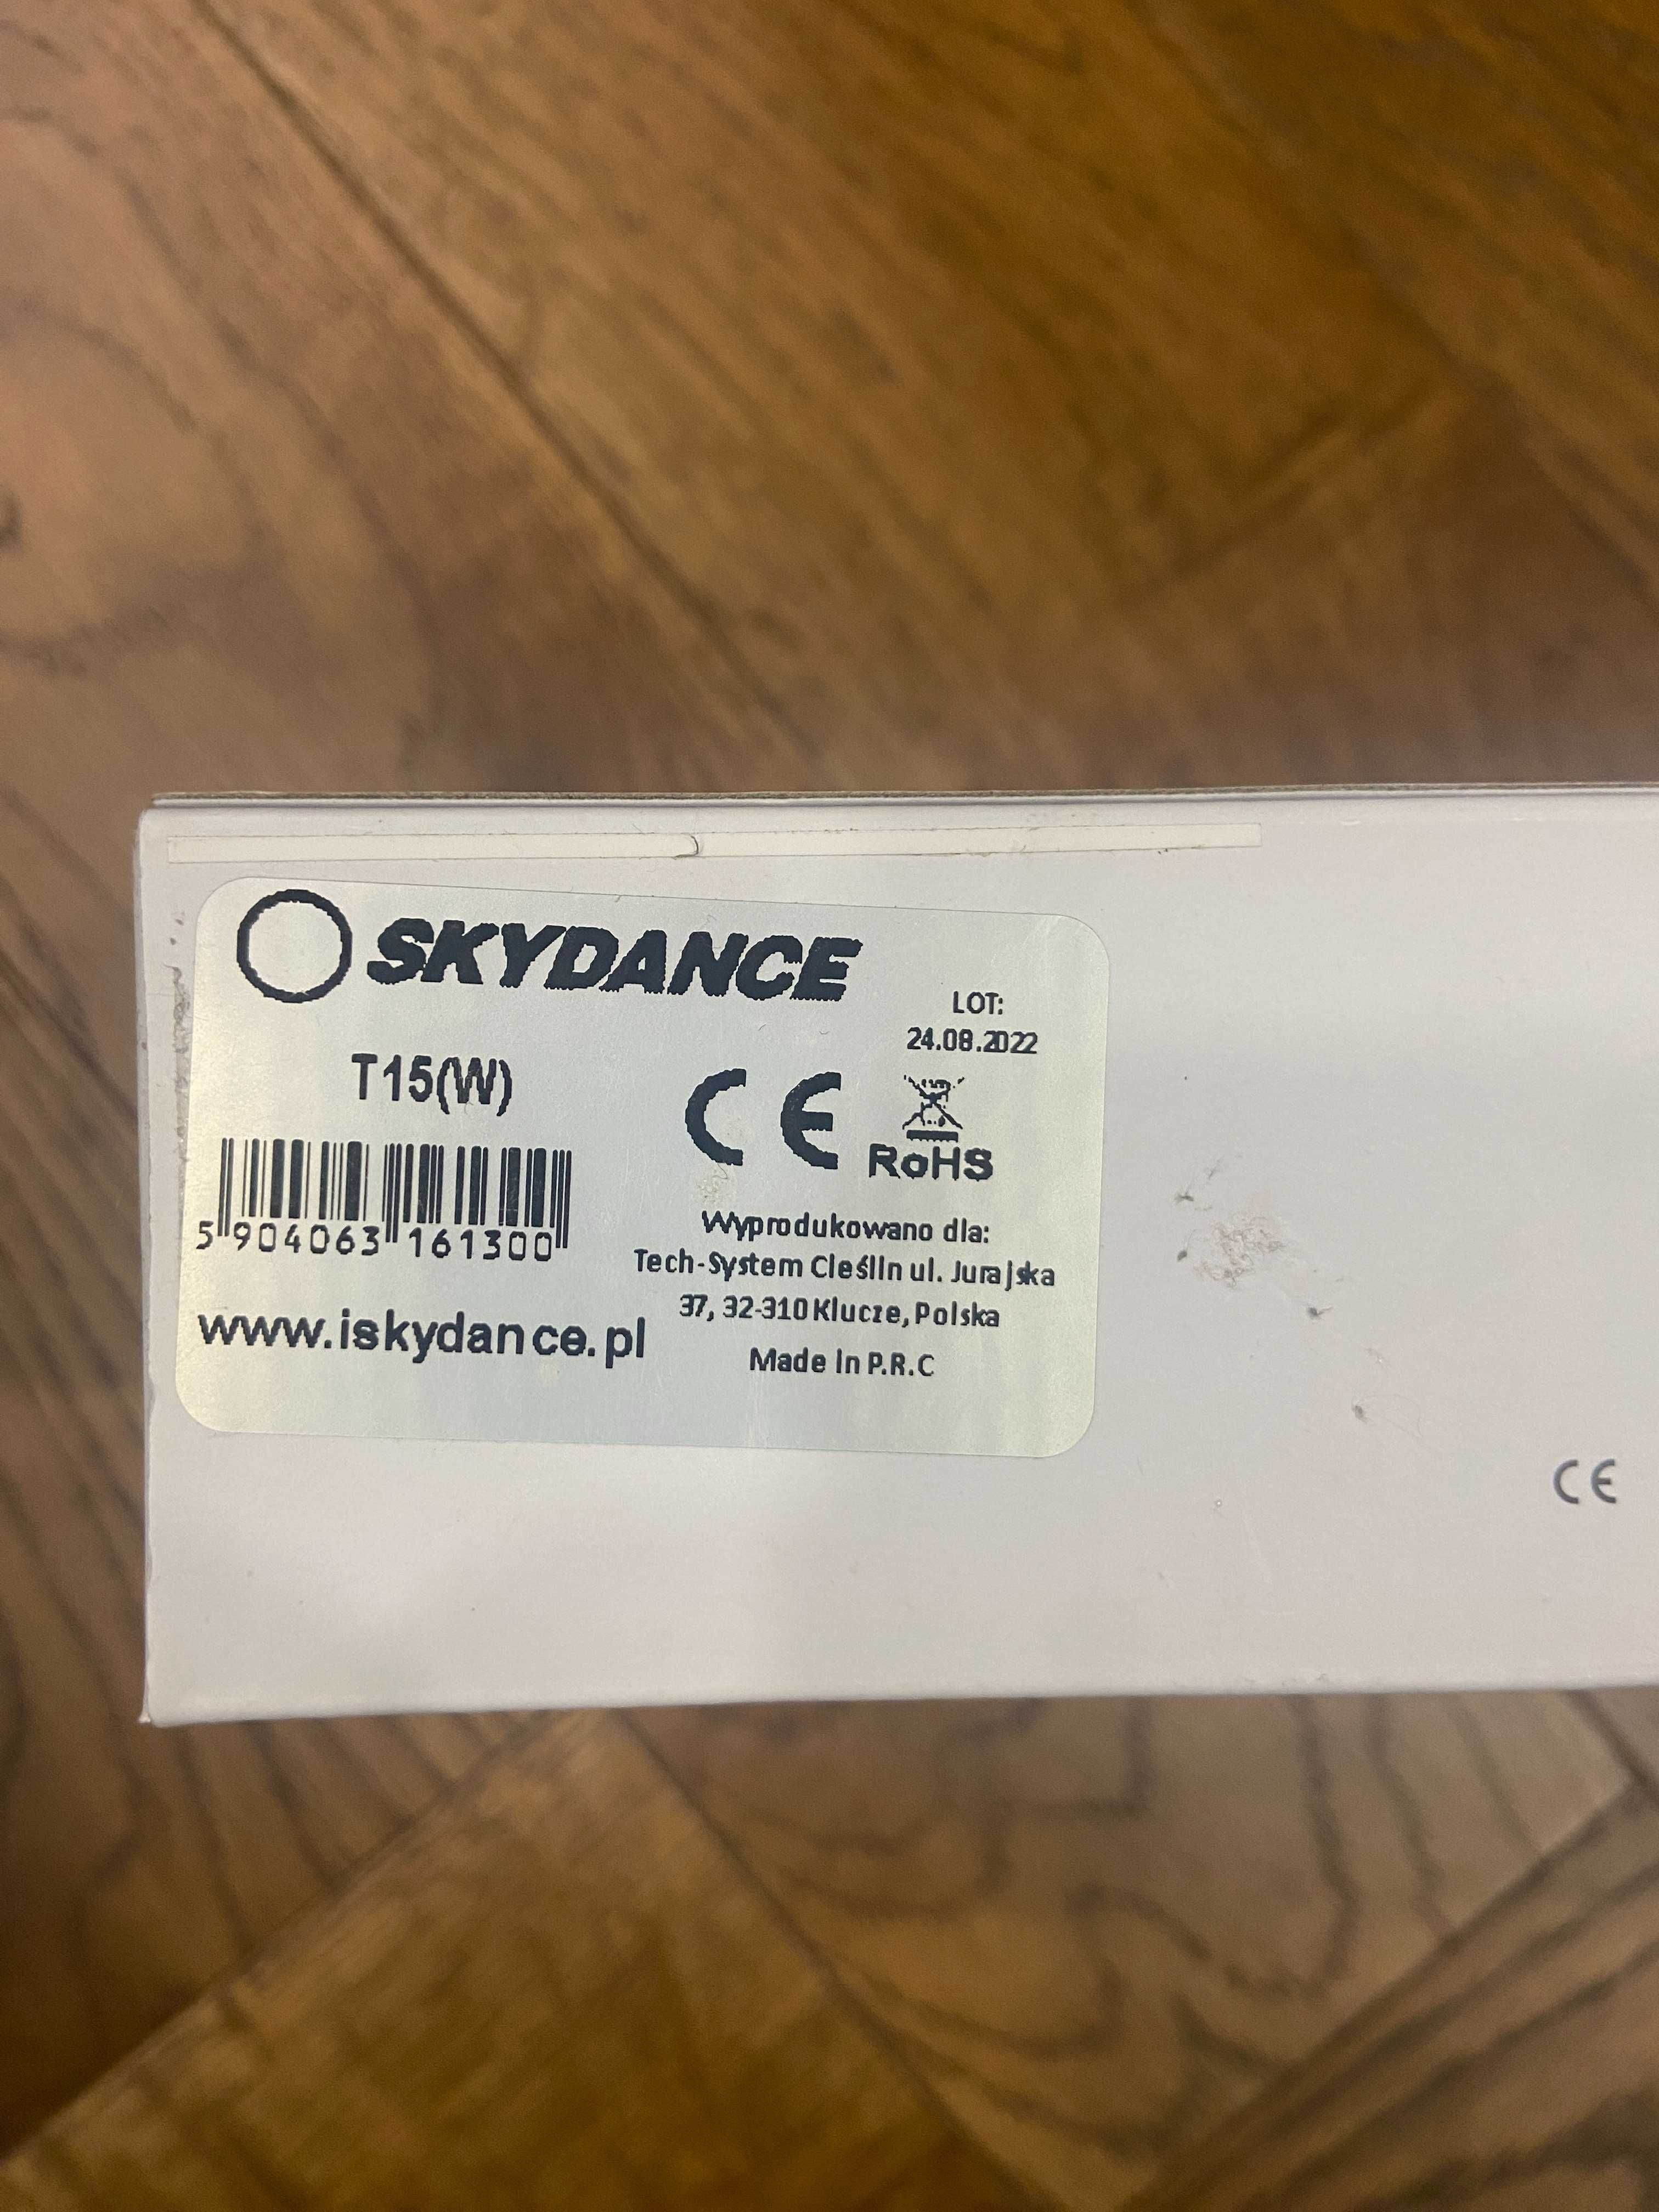 SKYDANCE
LOT:
24.08.2022
T15(W)
CE
RoHS
5 904063 161300
Wyprodukowano dla:
Tech-System Cieślin ul. Jurajska
37, 32-310 Klucze, Polska
www.iskydance.pl
Made in P.R.C
CE